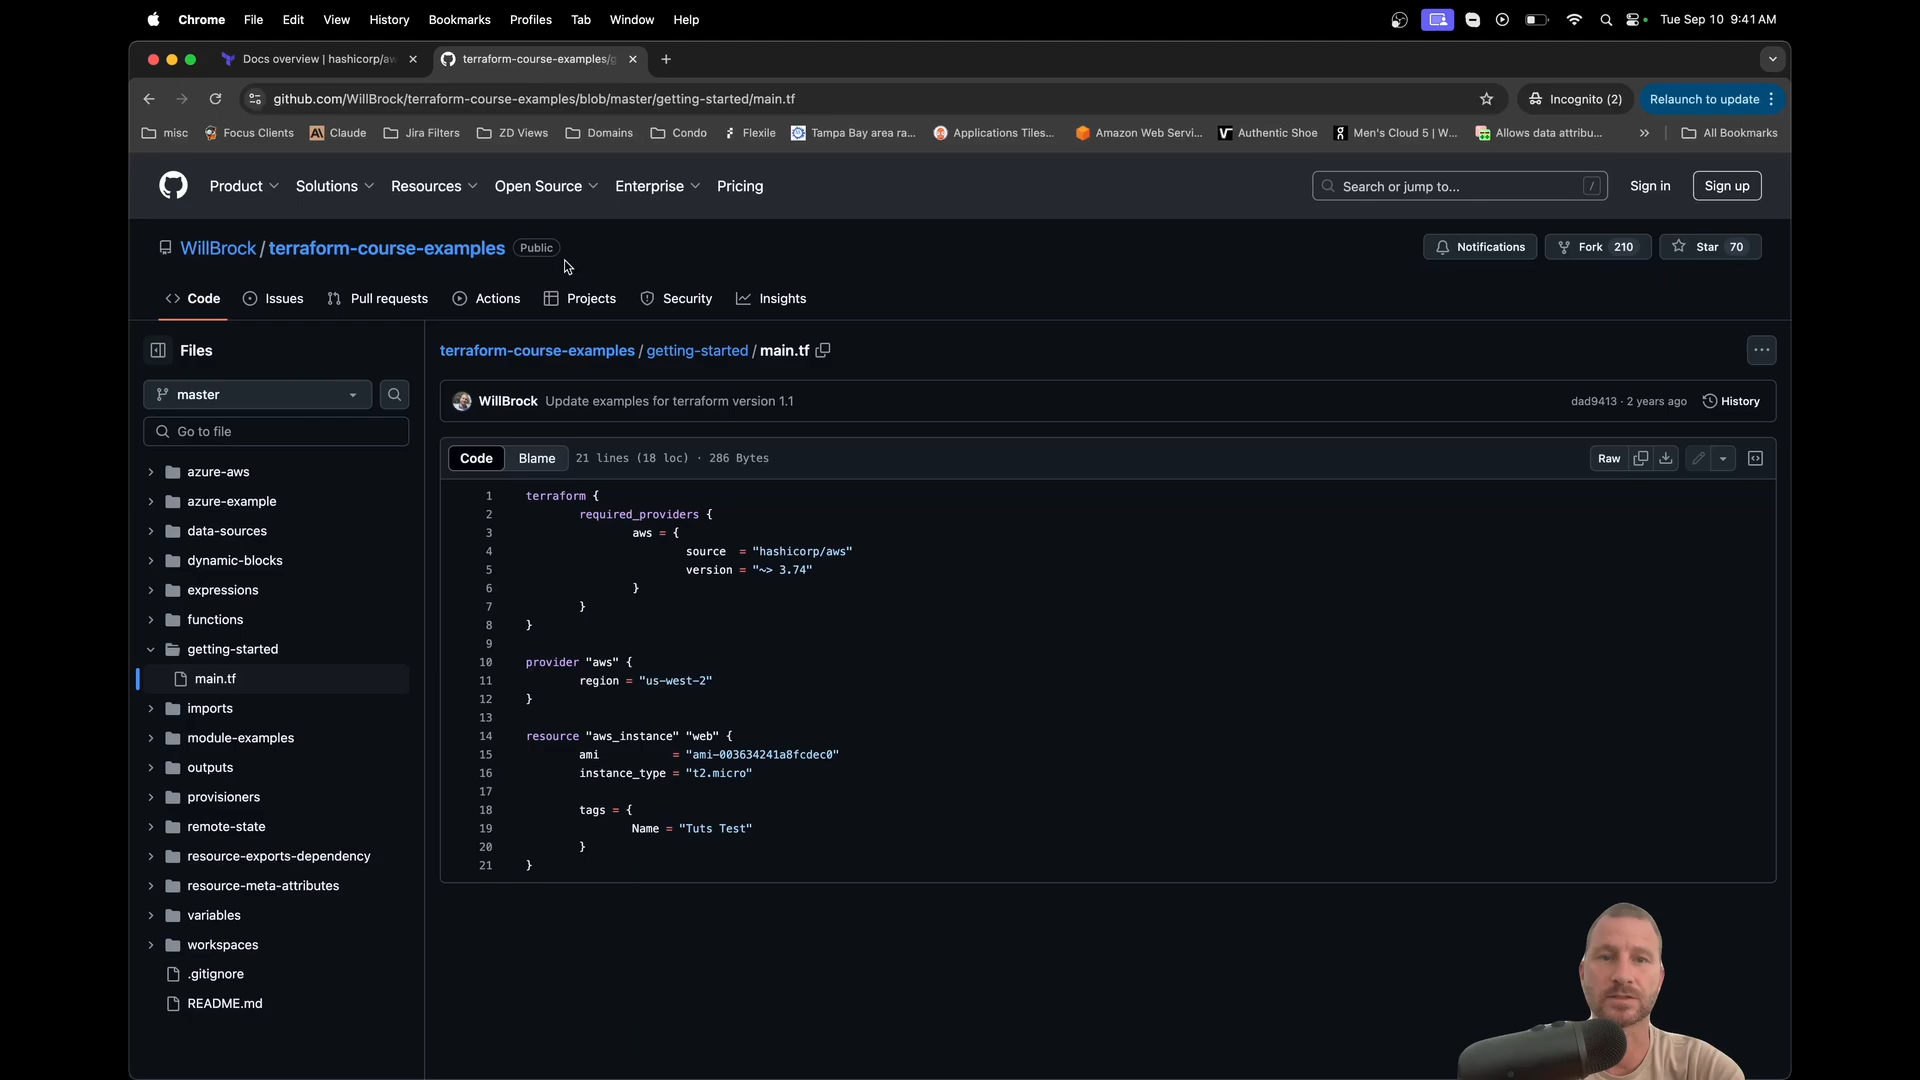 Chrome File Edit View History Bookmarks Profiles Tab Window Help Tue Sep 10 9:41 AM
Docs overview | hashicorp/aw terraform-course-examples/g
github.com/WillBrock/terraform-course-examples/blob/master/getting-started/main.tf Incognito (2) Relaunch to update
misc Focus Clients Claude Jira Filters ZD Views Domains Condo Flexile Tampa Bay area ra... Applications Tiles... Amazon Web Servi... Authentic Shoe Men's Cloud 5 | W... Allows data attribu... » All Bookmarks
Product Solutions Resources Open Source Enterprise Pricing Search or jump to... / Sign in Sign up
WillBrock / terraform-course-examples Public Notifications Fork 210 Star 70
Code Issues Pull requests Actions Projects Security Insights
Files
master
Go to file
azure-aws
azure-example
data-sources
dynamic-blocks
expressions
functions
getting-started
main.tf
imports
module-examples
outputs
provisioners
remote-state
resource-exports-dependency
resource-meta-attributes
variables
workspaces
.gitignore
README.md
terraform-course-examples / getting-started / main.tf
WillBrock Update examples for terraform version 1.1 dad9413 · 2 years ago History
Code Blame 21 lines (18 loc) · 286 Bytes Raw
1 terraform {
2 required_providers {
3 aws = {
4 source = "hashicorp/aws"
5 version = "~> 3.74"
6 }
7 }
8 }
9
10 provider "aws" {
11 region = "us-west-2"
12 }
13
14 resource "aws_instance" "web" {
15 ami = "ami-003634241a8fcdec0"
16 instance_type = "t2.micro"
17
18 tags = {
19 Name = "Tuts Test"
20 }
21 }